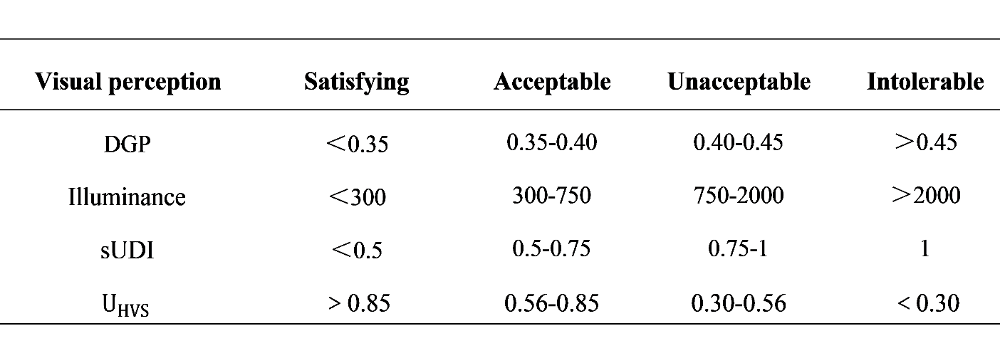 Visual perception Satisfying Acceptable Unacceptable Intolerable
DGP <0.35 0.35-0.40 0.40-0.45 >0.45
Illuminance <300 300-750 750-2000 >2000
sUDI <0.5 0.5-0.75 0.75-1 1
UHVS > 0.85 0.56-0.85 0.30-0.56 < 0.30